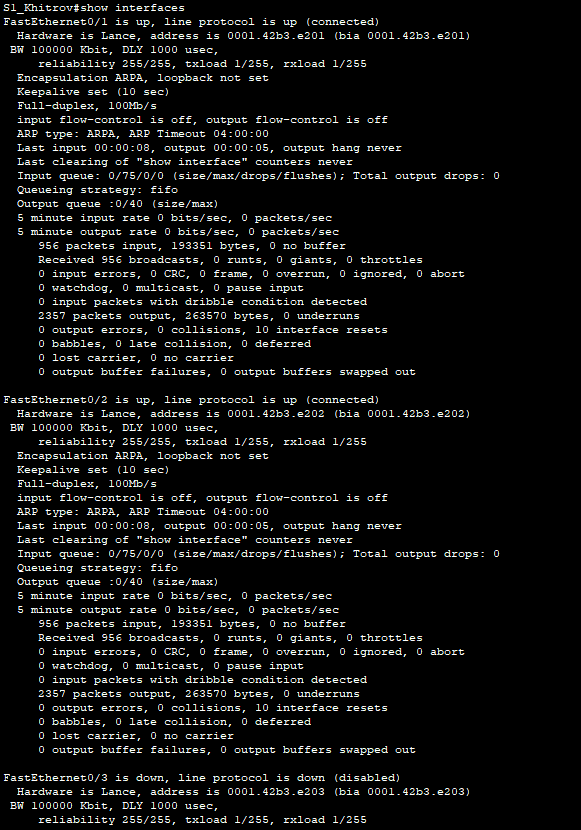 S1_Khitrov#show interfaces
FastEthernet0/1 is up, line protocol is up (connected)
  Hardware is Lance, address is 0001.42b3.e201 (bia 0001.42b3.e201)
 BW 100000 Kbit, DLY 1000 usec,
     reliability 255/255, txload 1/255, rxload 1/255
  Encapsulation ARPA, loopback not set
  Keepalive set (10 sec)
  Full-duplex, 100Mb/s
  input flow-control is off, output flow-control is off
  ARP type: ARPA, ARP Timeout 04:00:00
  Last input 00:00:08, output 00:00:05, output hang never
  Last clearing of "show interface" counters never
  Input queue: 0/75/0/0 (size/max/drops/flushes); Total output drops: 0
  Queueing strategy: fifo
  Output queue :0/40 (size/max)
  5 minute input rate 0 bits/sec, 0 packets/sec
  5 minute output rate 0 bits/sec, 0 packets/sec
     956 packets input, 193351 bytes, 0 no buffer
     Received 956 broadcasts, 0 runts, 0 giants, 0 throttles
     0 input errors, 0 CRC, 0 frame, 0 overrun, 0 ignored, 0 abort
     0 watchdog, 0 multicast, 0 pause input
     0 input packets with dribble condition detected
     2357 packets output, 263570 bytes, 0 underruns
     0 output errors, 0 collisions, 10 interface resets
     0 babbles, 0 late collision, 0 deferred
     0 lost carrier, 0 no carrier
     0 output buffer failures, 0 output buffers swapped out
FastEthernet0/2 is up, line protocol is up (connected)
  Hardware is Lance, address is 0001.42b3.e202 (bia 0001.42b3.e202)
 BW 100000 Kbit, DLY 1000 usec,
     reliability 255/255, txload 1/255, rxload 1/255
  Encapsulation ARPA, loopback not set
  Keepalive set (10 sec)
  Full-duplex, 100Mb/s
  input flow-control is off, output flow-control is off
  ARP type: ARPA, ARP Timeout 04:00:00
  Last input 00:00:08, output 00:00:05, output hang never
  Last clearing of "show interface" counters never
  Input queue: 0/75/0/0 (size/max/drops/flushes); Total output drops: 0
  Queueing strategy: fifo
  Output queue :0/40 (size/max)
  5 minute input rate 0 bits/sec, 0 packets/sec
  5 minute output rate 0 bits/sec, 0 packets/sec
     956 packets input, 193351 bytes, 0 no buffer
     Received 956 broadcasts, 0 runts, 0 giants, 0 throttles
     0 input errors, 0 CRC, 0 frame, 0 overrun, 0 ignored, 0 abort
     0 watchdog, 0 multicast, 0 pause input
     0 input packets with dribble condition detected
     2357 packets output, 263570 bytes, 0 underruns
     0 output errors, 0 collisions, 10 interface resets
     0 babbles, 0 late collision, 0 deferred
     0 lost carrier, 0 no carrier
     0 output buffer failures, 0 output buffers swapped out
FastEthernet0/3 is down, line protocol is down (disabled)
  Hardware is Lance, address is 0001.42b3.e203 (bia 0001.42b3.e203)
 BW 100000 Kbit, DLY 1000 usec,
     reliability 255/255, txload 1/255, rxload 1/255